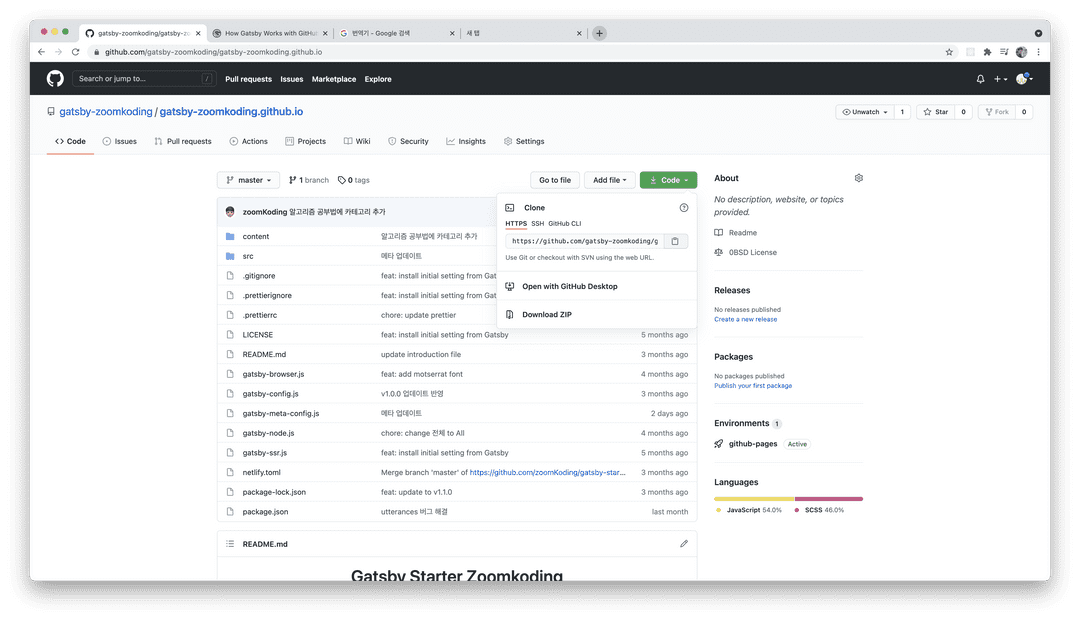 gatsby-zoomkoding/gatsby-zo
How Gatsby Works with GitHub
번역기 - Google 검색
새 탭
github.com/gatsby-zoomkoding/gatsby-zoomkoding.github.io
Search or jump to... /
Pull requests Issues Marketplace Explore
gatsby-zoomkoding / gatsby-zoomkoding.github.io
Unwatch 1 Star 0 Fork 0
Code Issues Pull requests Actions Projects Wiki Security Insights Settings
master 1 branch 0 tags
Go to file Add file Code
zoomKoding 알고리즘 공부법에 카테고리 추가
Clone
HTTPS SSH GitHub CLI
https://github.com/gatsby-zoomkoding/g
Use Git or checkout with SVN using the web URL.
Open with GitHub Desktop
Download ZIP
content 알고리즘 공부법에 카테고리 추가
src 메타 업데이트
.gitignore feat: install initial setting from Gats
.prettierignore feat: install initial setting from Gats
.prettierrc chore: update prettier
LICENSE feat: install initial setting from Gatsby 5 months ago
README.md update introduction file 3 months ago
gatsby-browser.js feat: add motserrat font 4 months ago
gatsby-config.js v1.0.0 업데이트 반영 3 months ago
gatsby-meta-config.js 메타 업데이트 2 days ago
gatsby-node.js chore: change 전체 to All 4 months ago
gatsby-ssr.js feat: install initial setting from Gatsby 5 months ago
netlify.toml Merge branch 'master' of https://github.com/zoomKoding/gatsby-star... 3 months ago
package-lock.json feat: update to v1.1.0 3 months ago
package.json utterances 버그 해결 last month
README.md
Gatsby Starter Zoomkoding
About
No description, website, or topics
provided.
Readme
0BSD License
Releases
No releases published
Create a new release
Packages
No packages published
Publish your first package
Environments 1
github-pages Active
Languages
JavaScript 54.0% SCSS 46.0%